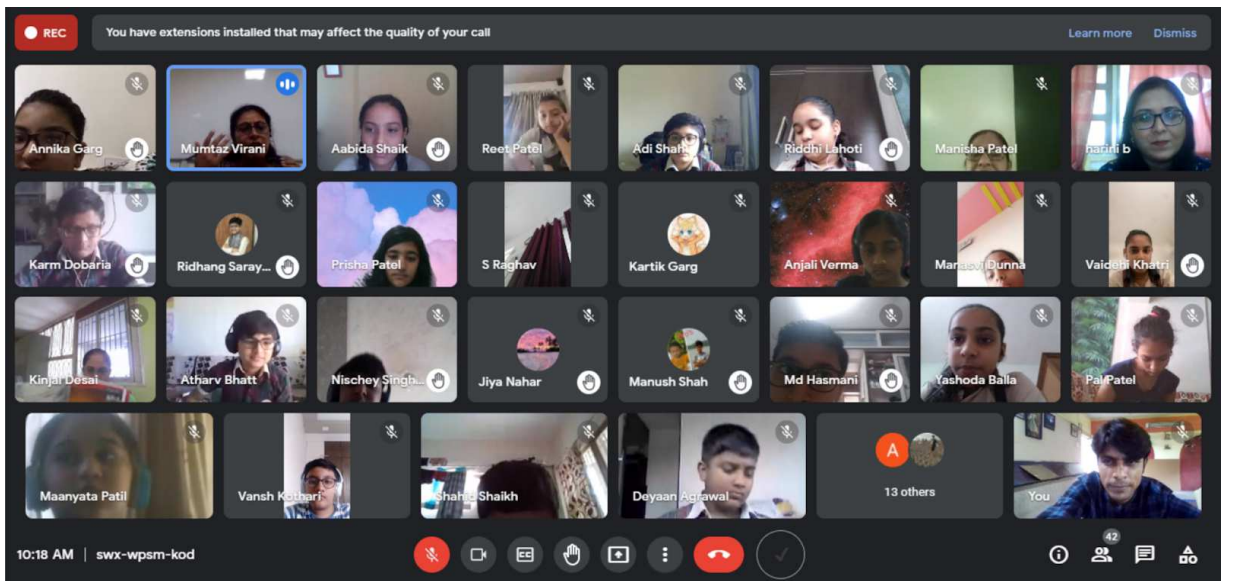 REC
You have extensions installed that may affect the quality of your call
Learn more
Dismiss
Annika Garg
Mumtaz Virani
Aabida Shaik
Reet Patel
Adi Shah
Riddhi Lahoti
Manisha Patel
harini b
Karm Dobaria
Ridhang Saray...
Prisha Patel
S Raghav
Kartik Garg
Anjali Verma
Manasvi Dunna
Vaidehi Khatri
Kinjal Desai
Atharv Bhatt
Nischey Singh...
Jiya Nahar
Manush Shah
Md Hasmani
Yashoda Balla
Pal Patel
Maanyata Patil
Vansh Kothari
Shahid Shaikh
Deyaan Agrawal
A
13 others
You
10:18 AM | swx-wpsm-kod
CC
42